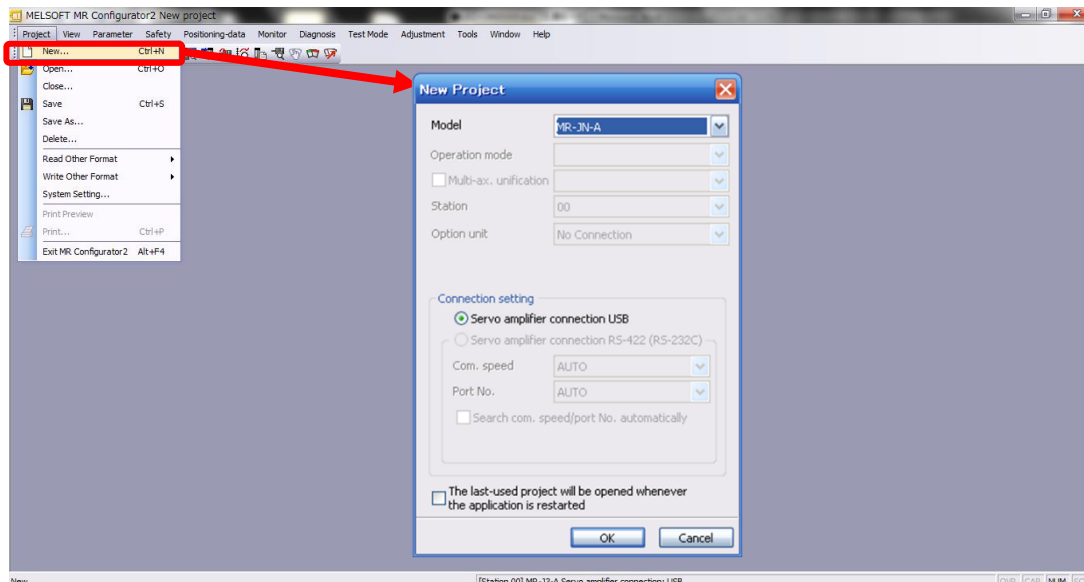 MELSOFT MR Configurator2 New project
Project View Parameter Safety Positioning-data Monitor Diagnosis Test Mode Adjustment Tools Window Help
New... Ctrl+N
Open... Ctrl+O
Close...
Save Ctrl+S
Save As...
Delete...
Read Other Format
Write Other Format
System Setting...
Print Preview
Print... Ctrl+P
Exit MR Configurator2 Alt+F4
New Project
Model MR-JN-A
Operation mode
Multi-ax. unification
Station 00
Option unit No Connection
Connection setting
Servo amplifier connection USB
Servo amplifier connection RS-422 (RS-232C)
Com. speed AUTO
Port No. AUTO
Search com. speed/port No. automatically
The last-used project will be opened whenever
the application is restarted
OK Cancel
New [Station 00] MR-J3-A Servo amplifier connection: USB OVR CAP NUM